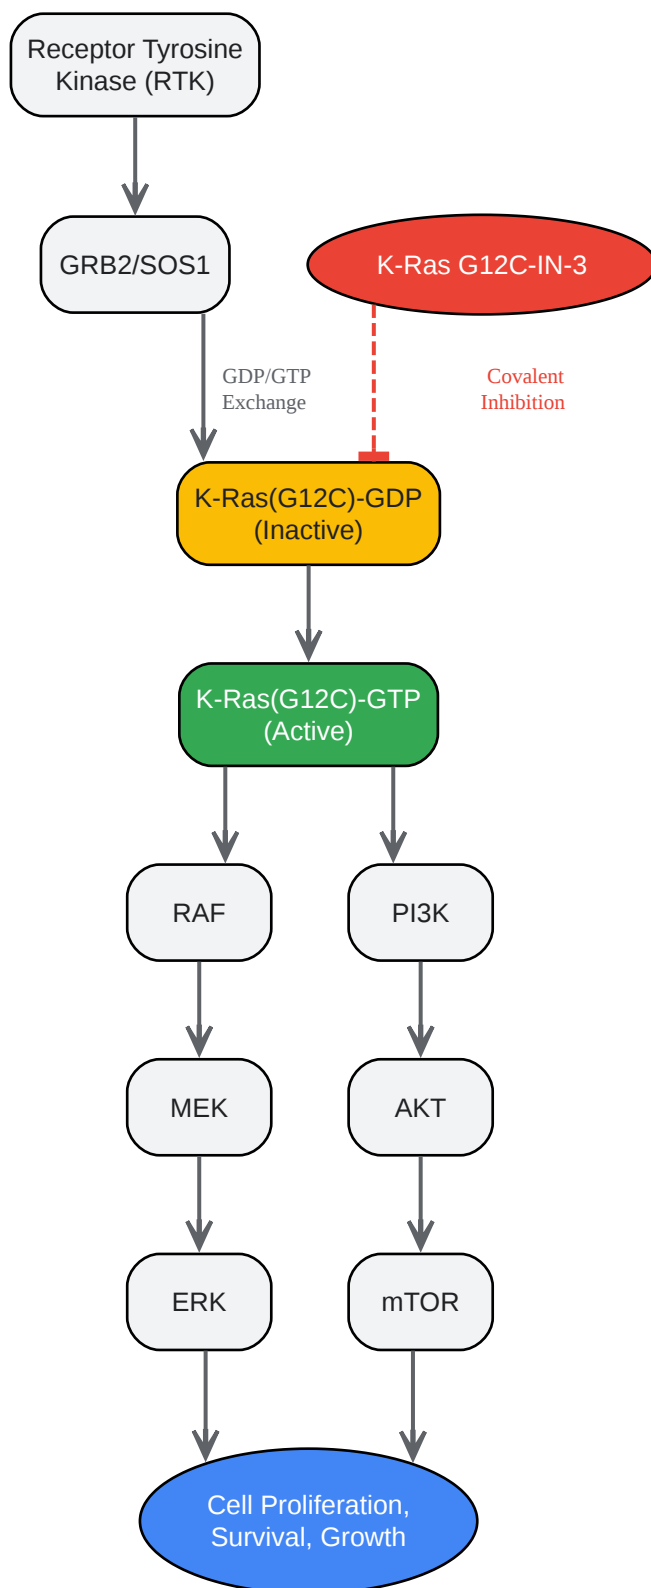 Receptor Tyrosine
Kinase (RTK)
GRB2/SOS1
K-Ras G12C-IN-3
GDP/GTP
Exchange
Covalent
Inhibition
K-Ras(G12C)-GDP
(Inactive)
K-Ras(G12C)-GTP
(Active)
RAF
PI3K
MEK
AKT
ERK
mTOR
Cell Proliferation,
Survival, Growth